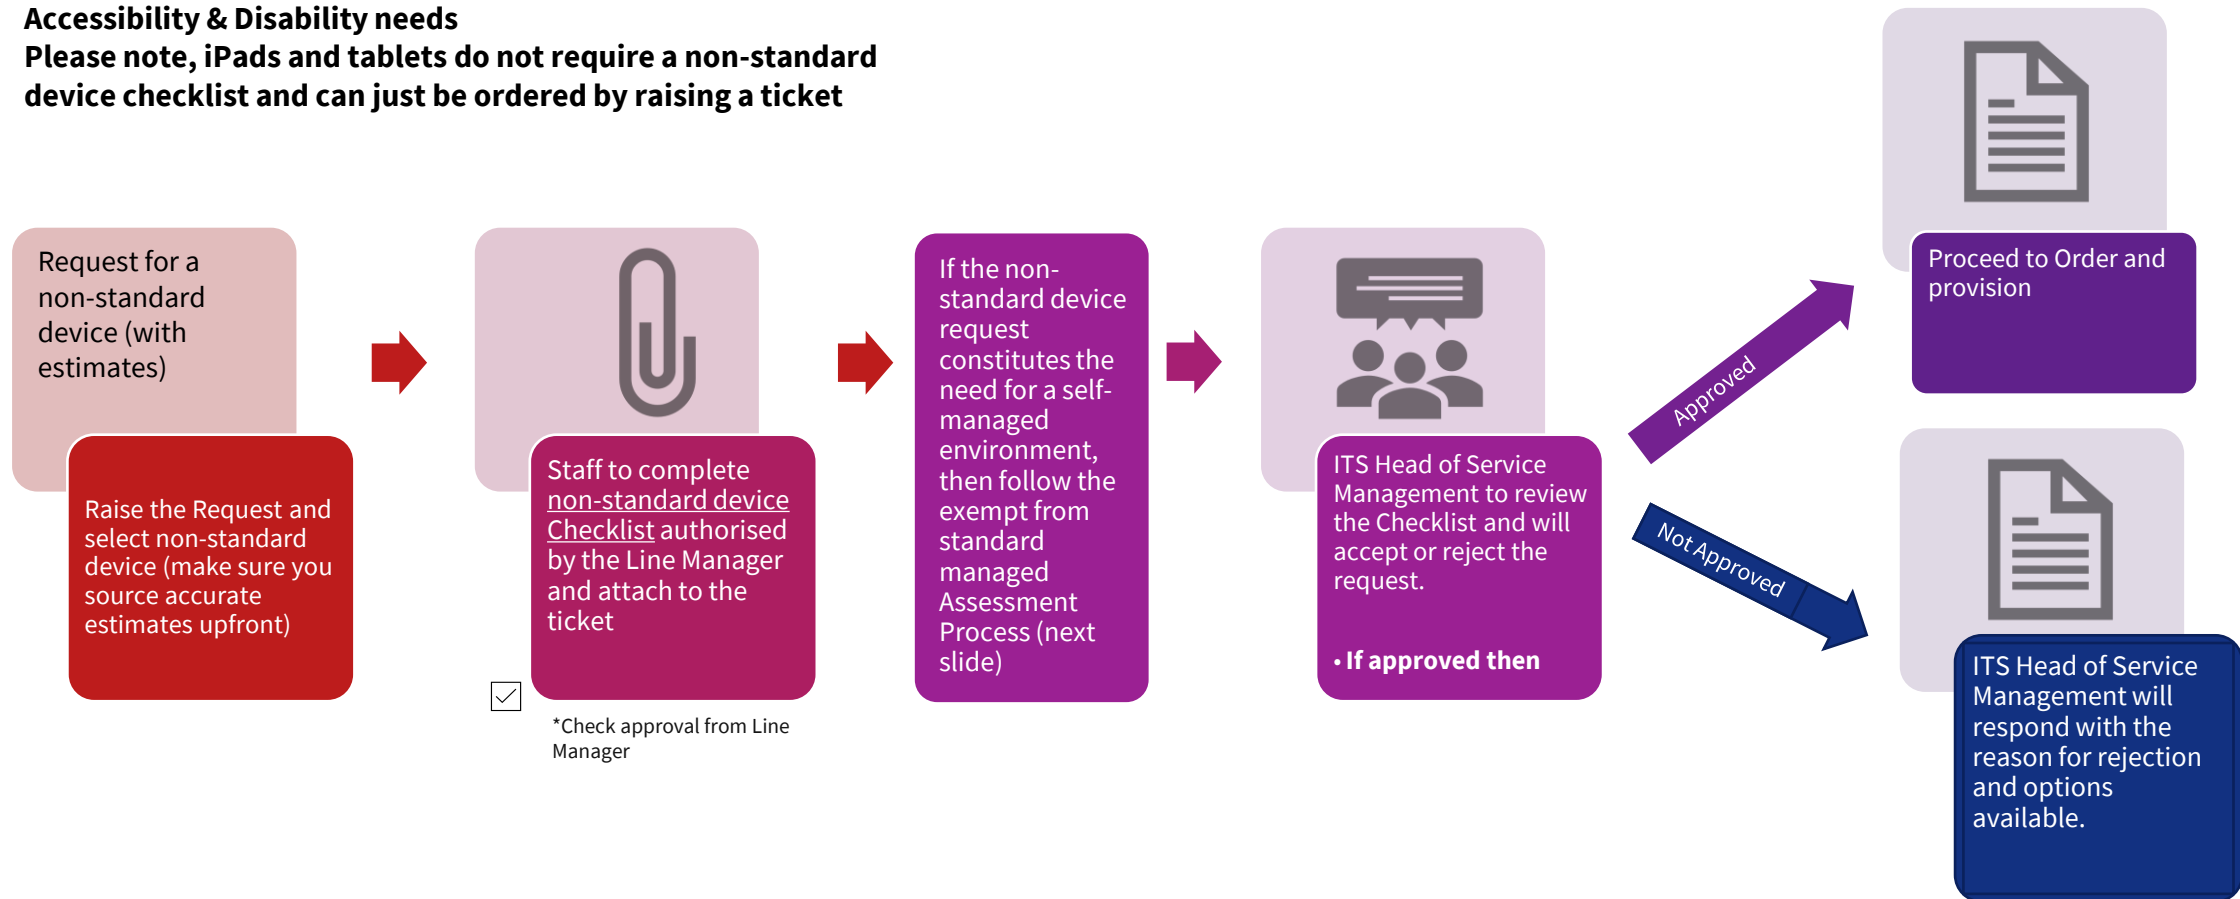 Accessibility & Disability needs
Please note, iPads and tablets do not require a non-standard
device checklist and can just be ordered by raising a ticket
Request for a
non-standard
device (with
estimates)
Raise the Request and
select non-standard
device (make sure you
source accurate
estimates upfront)
Staff to complete
non-standard device
Checklist authorised
by the Line Manager
and attach to the
ticket
*Check approval from Line
Manager
If the non-
standard device
request
constitutes the
need for a self-
managed
environment,
then follow the
exempt from
standard
managed
Assessment
Process (next
slide)
ITS Head of Service
Management to review
the Checklist and will
accept or reject the
request.
• If approved then
Approved
Proceed to Order and
provision
Not Approved
ITS Head of Service
Management will
respond with the
reason for rejection
and options
available.